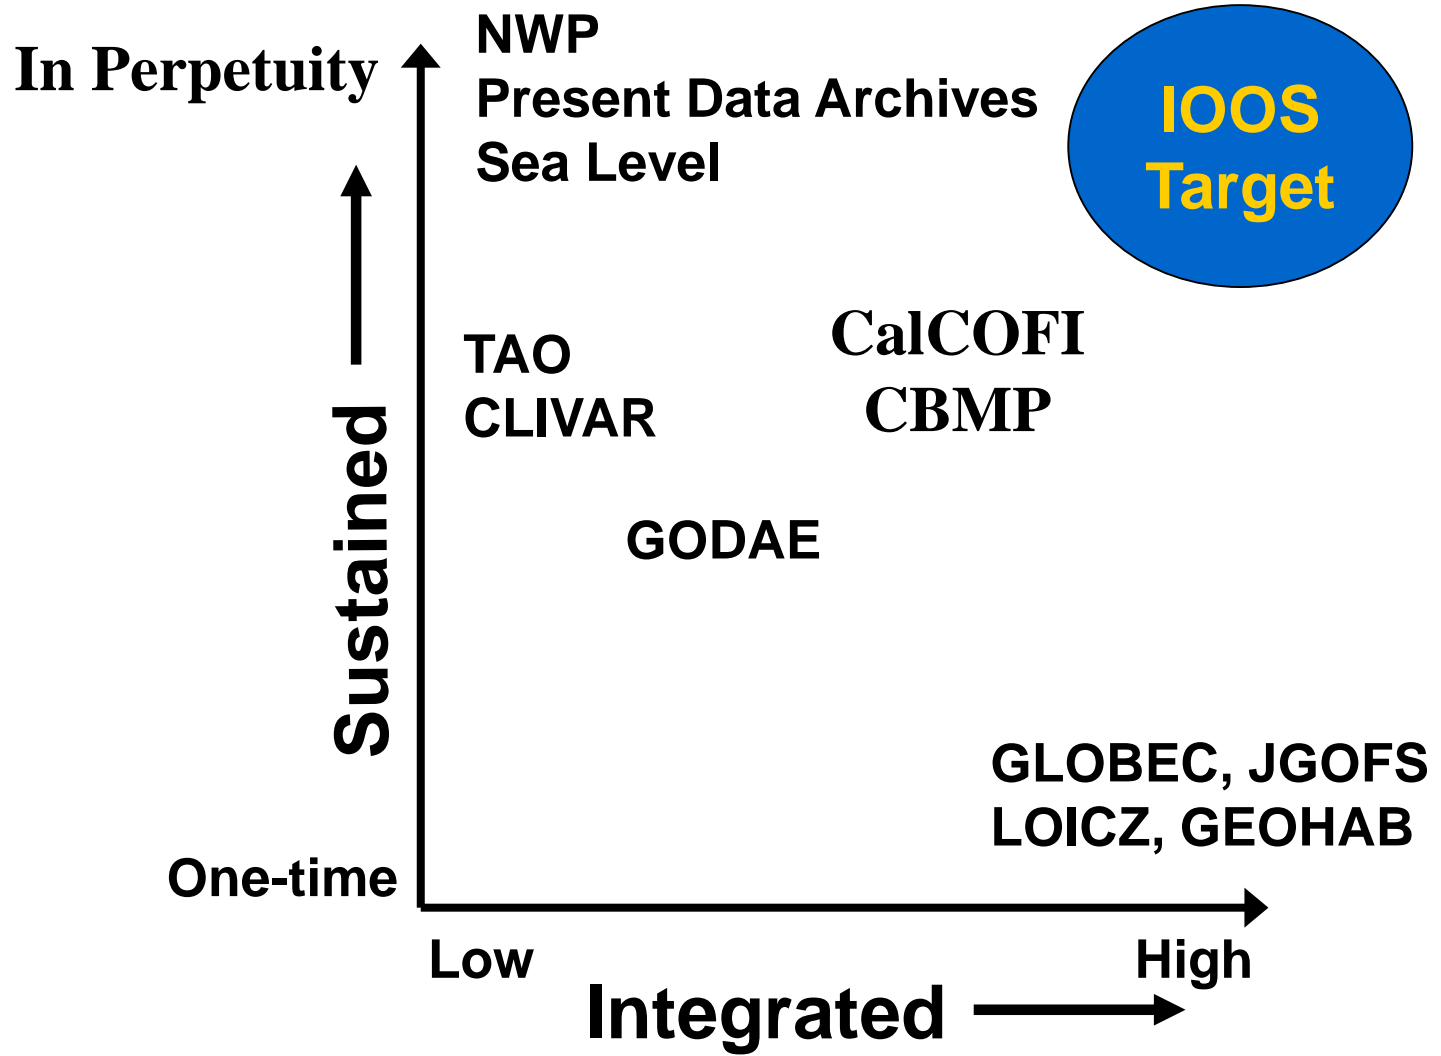 In Perpetuity
NWP
Present Data Archives
Sea Level
IOOS
Target
TAO
CLIVAR
CalCOFI
CBMP
GODAE
Sustained
GLOBEC, JGOFS
LOICZ, GEOHAB
One-time
Low
High
Integrated